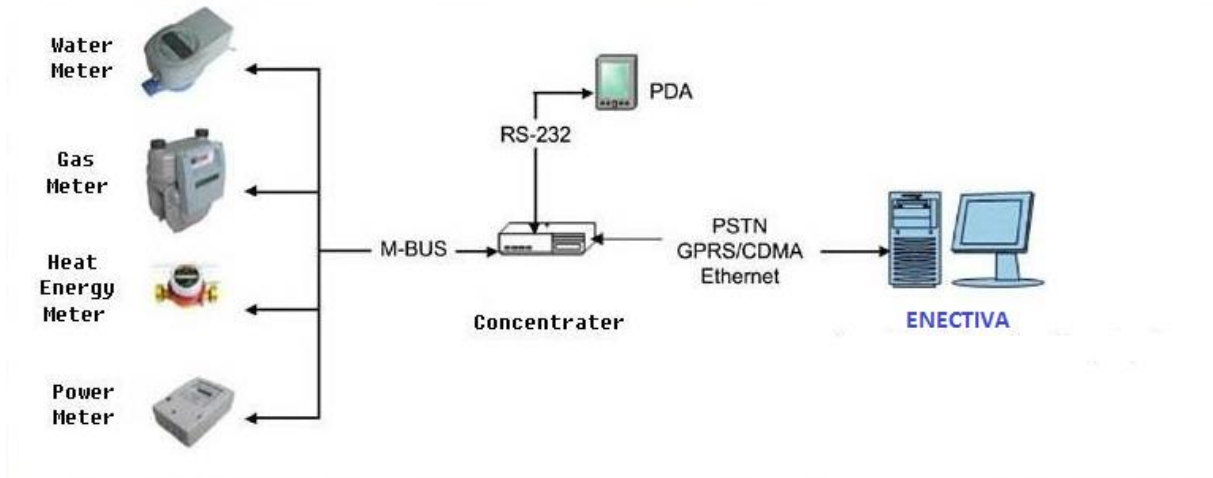 Water
Meter
Gas
Meter
Heat
Energy
Meter
Power
Meter
M-BUS
RS-232
PDA
Concentrater
PSTN
GPRS/CDMA
Ethernet
ENECTIVA